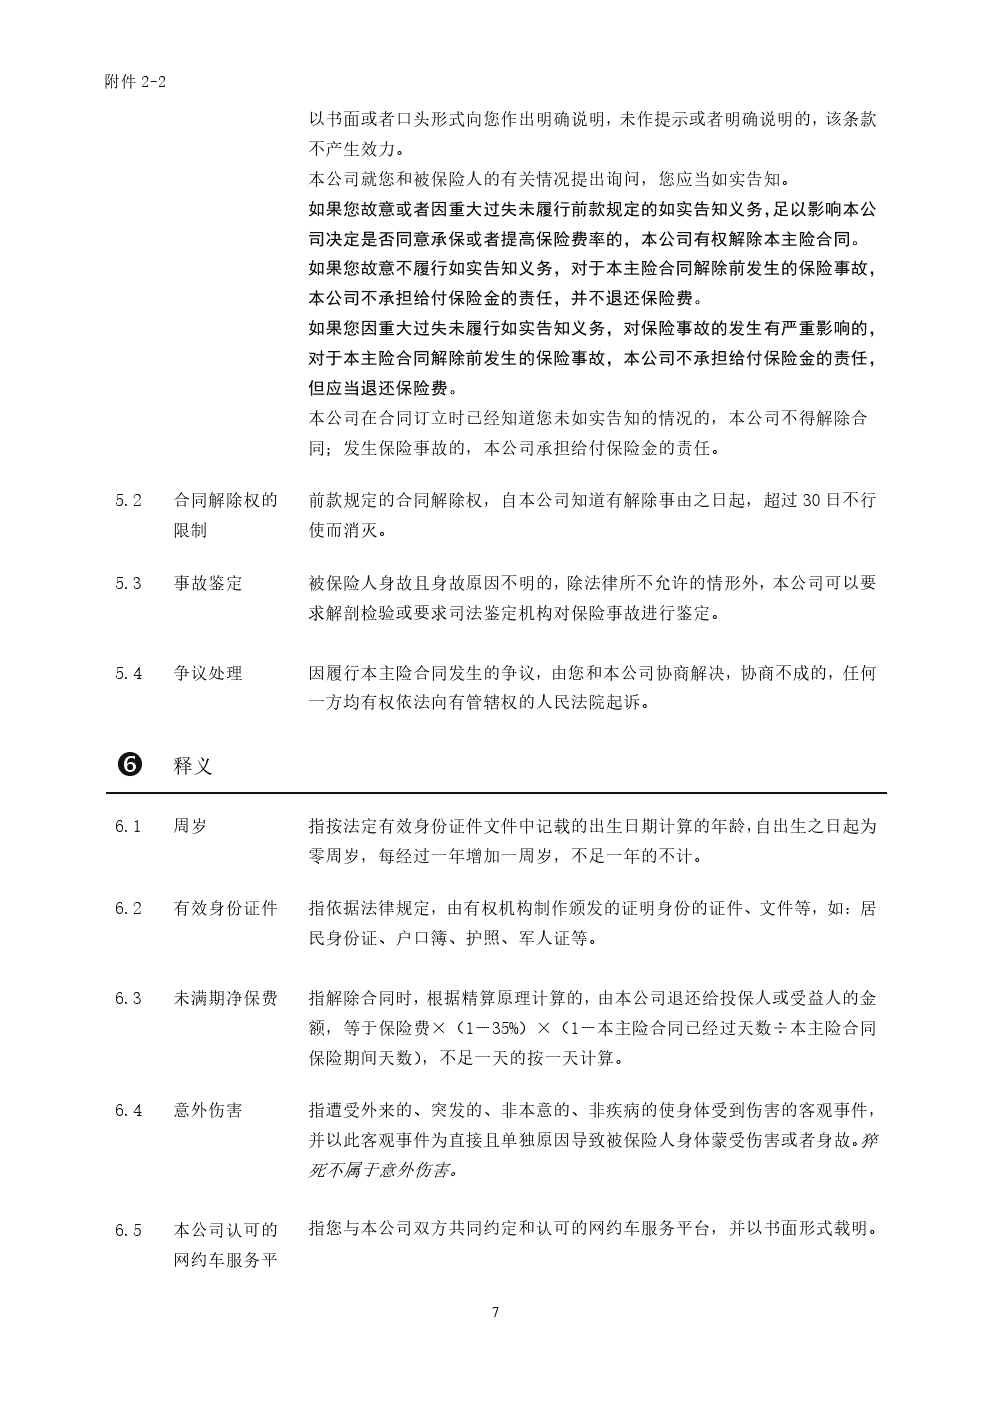 附件 2-2
以书面或者口头形式向您作出明确说明，未作提示或者明确说明的，该条款
不产生效力。
本公司就您和被保险人的有关情况提出询问，您应当如实告知。
如果您故意或者因重大过失未履行前款规定的如实告知义务，足以影响本公
司决定是否同意承保或者提高保险费率的，本公司有权解除本主险合同。
如果您故意不履行如实告知义务，对于本主险合同解除前发生的保险事故，
本公司不承担给付保险金的责任，并不退还保险费。
如果您因重大过失未履行如实告知义务，对保险事故的发生有严重影响的，
对于本主险合同解除前发生的保险事故，本公司不承担给付保险金的责任，
但应当退还保险费。
本公司在合同订立时已经知道您未如实告知的情况的，本公司不得解除合
同；发生保险事故的，本公司承担给付保险金的责任。
5.2 合同解除权的 前款规定的合同解除权，自本公司知道有解除事由之日起，超过 30 日不行
限制 使而消灭。
5.3 事故鉴定 被保险人身故且身故原因不明的，除法律所不允许的情形外，本公司可以要
求解剖检验或要求司法鉴定机构对保险事故进行鉴定。
5.4 争议处理 因履行本主险合同发生的争议，由您和本公司协商解决，协商不成的，任何
一方均有权依法向有管辖权的人民法院起诉。
❻ 释义
6.1 周岁 指按法定有效身份证件文件中记载的出生日期计算的年龄，自出生之日起为
零周岁，每经过一年增加一周岁，不足一年的不计。
6.2 有效身份证件 指依据法律规定，由有权机构制作颁发的证明身份的证件、文件等，如：居
民身份证、户口簿、护照、军人证等。
6.3 未满期净保费 指解除合同时，根据精算原理计算的，由本公司退还给投保人或受益人的金
额，等于保险费×（1－35%）×（1－本主险合同已经过天数÷本主险合同
保险期间天数），不足一天的按一天计算。
6.4 意外伤害 指遭受外来的、突发的、非本意的、非疾病的使身体受到伤害的客观事件，
并以此客观事件为直接且单独原因导致被保险人身体蒙受伤害或者身故。猝
死不属于意外伤害。
6.5 本公司认可的 指您与本公司双方共同约定和认可的网约车服务平台，并以书面形式载明。
网约车服务平
7